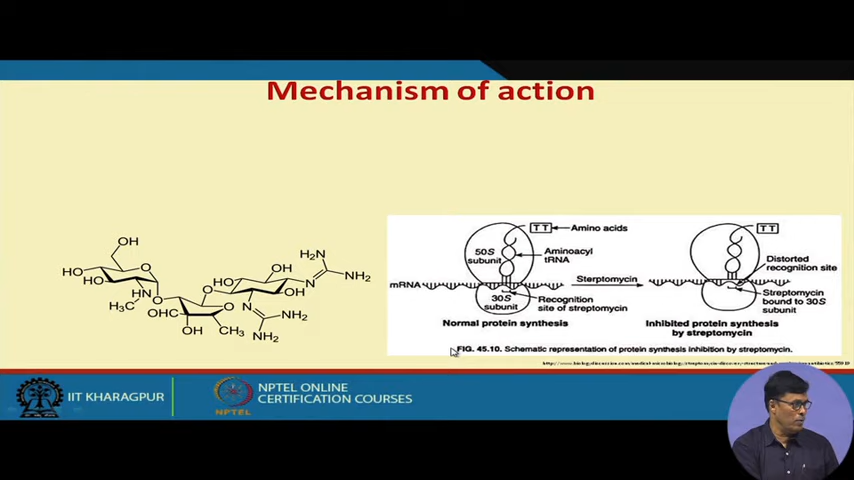 Mechanism of action
OH
HO
O
HO
HN
H₃C
O
OHC
OH
CH₃
O
O
HO
OH
OH
N
H₂N
NH₂
N
NH₂
NH₂
TT
Amino acids
50S
subunit
Aminoacyl
tRNA
mRNA
30S
subunit
Recognition
site of streptomycin
Normal protein synthesis
Sterptomycin
TT
Distorted
recognition site
Streptomycin
bound to 30S
subunit
Inhibited protein synthesis
by streptomycin
FIG. 45.10. Schematic representation of protein synthesis inhibition by streptomycin.
IIT KHARAGPUR
NPTEL
NPTEL ONLINE
CERTIFICATION COURSES